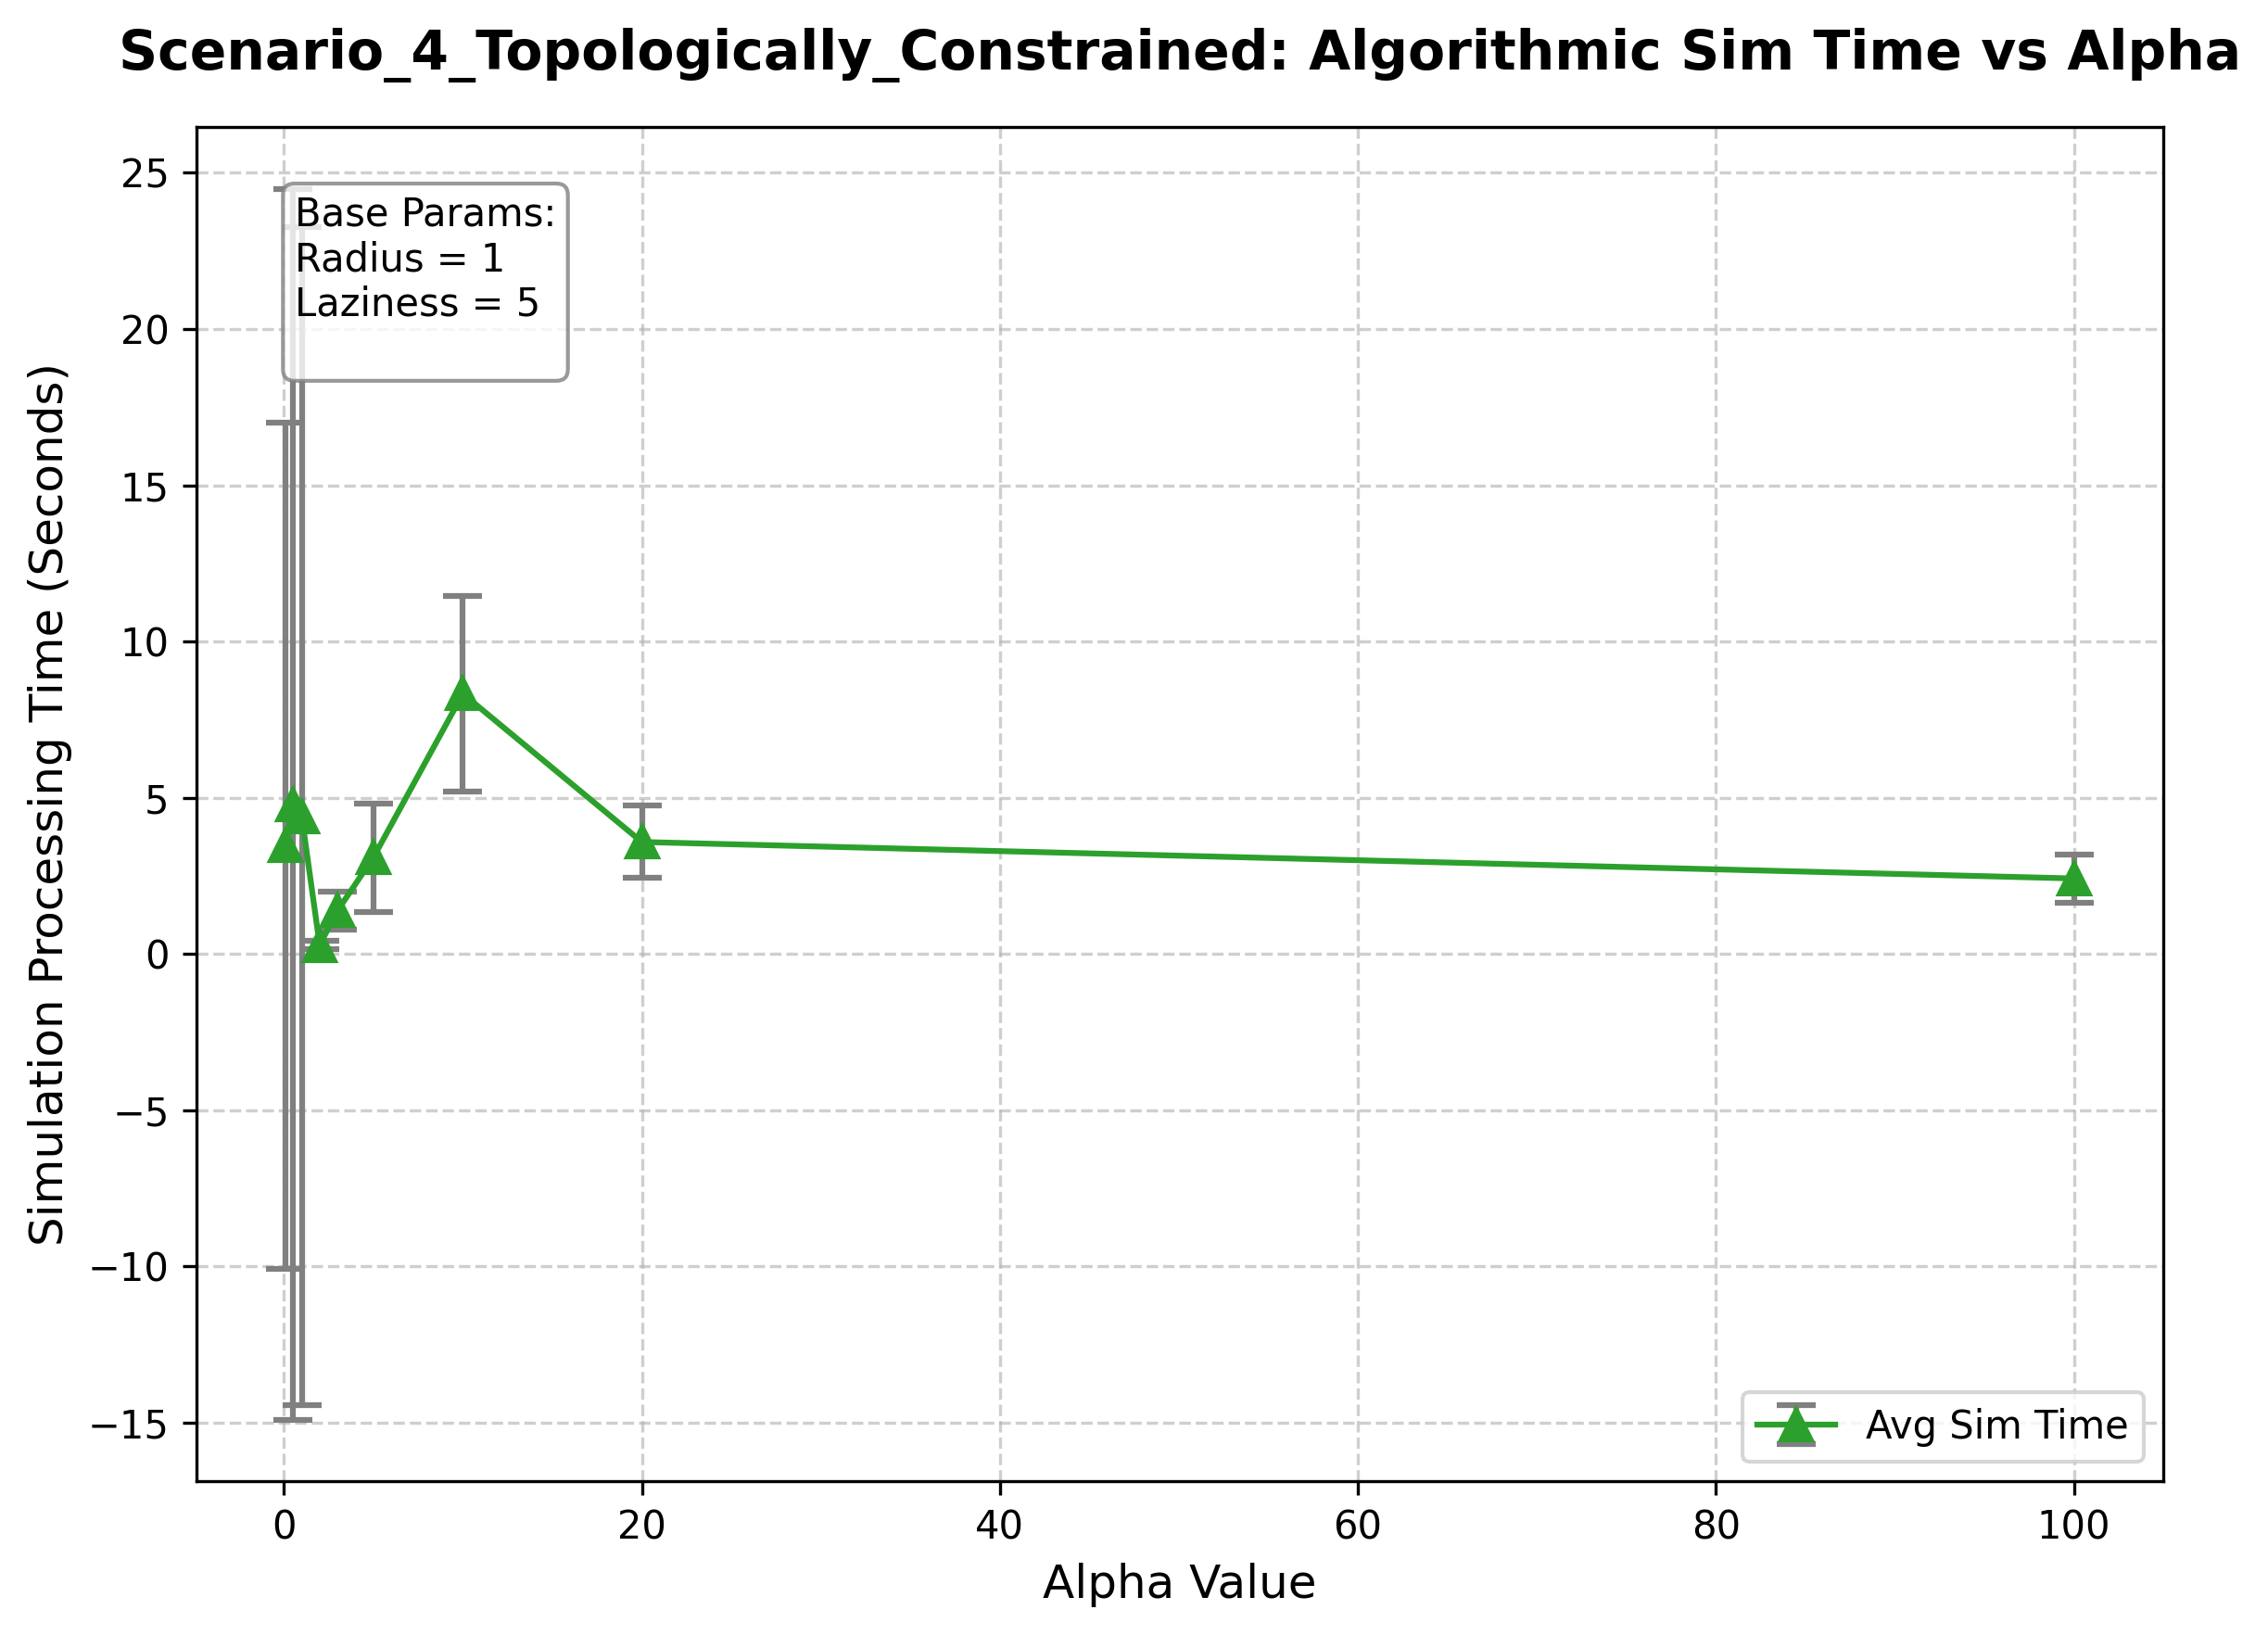 Scenario_4_Topologically_Constrained: Algorithmic Sim Time vs Alpha
Simulation Processing Time (Seconds)
25
20
15
10
5
0
−5
−10
−15
Base Params:
Radius = 1
Laziness = 5
Avg Sim Time
0
20
40
60
80
100
Alpha Value